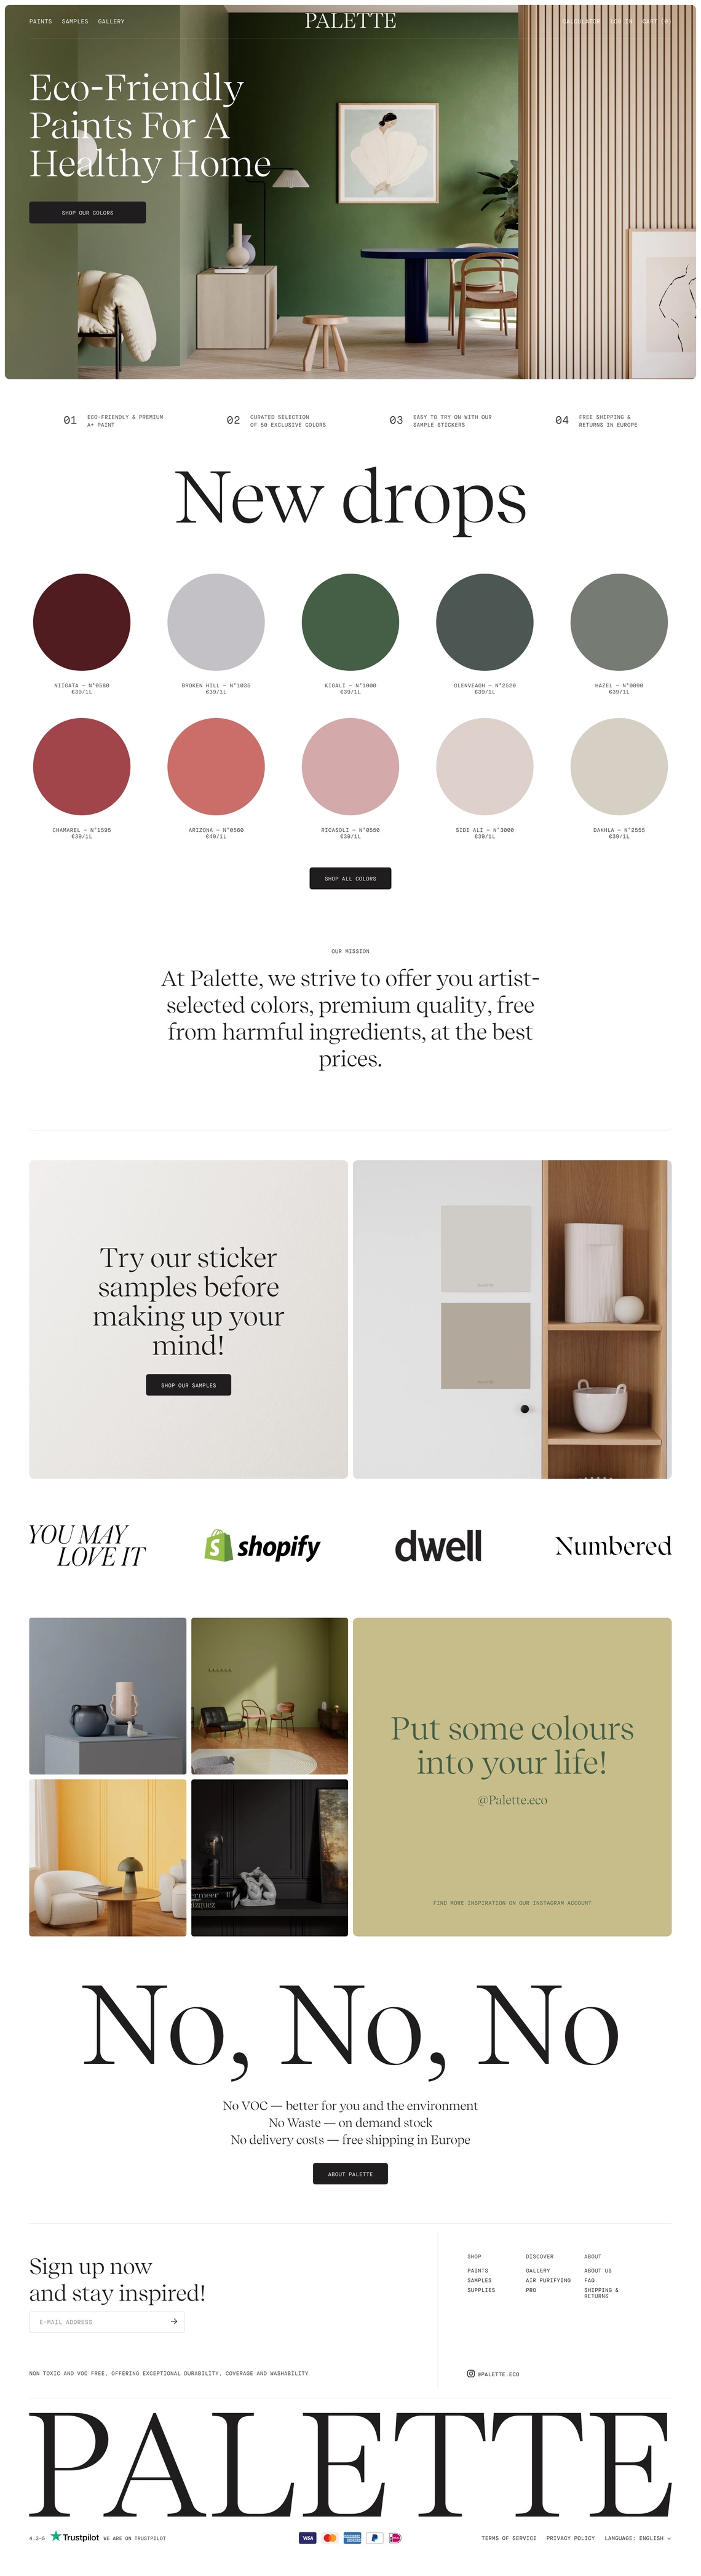 PAINTS SAMPLES GALLERY
PALETTE
CALCULATOR LOG IN CART (0)
Eco-Friendly
Paints For A
Healthy Home
SHOP OUR COLORS
01 ECO-FRIENDLY & PREMIUM
A+ PAINT
02 CURATED SELECTION
OF 50 EXCLUSIVE COLORS
03 EASY TO TRY ON WITH OUR
SAMPLE STICKERS
04 FREE SHIPPING &
RETURNS IN EUROPE
New drops
NIIGATA — N°0580
€39/1L
BROKEN HILL — N°1035
€39/1L
KIGALI — N°1000
€39/1L
GLENVEAGH — N°2520
€39/1L
HAZEL — N°0090
€39/1L
CHAMAREL — N°1595
€39/1L
ARIZONA — N°0560
€49/1L
RICASOLI — N°0550
€39/1L
SIDI ALI — N°3000
€39/1L
DAKHLA — N°2555
€39/1L
SHOP ALL COLORS
OUR MISSION
At Palette, we strive to offer you artist-
selected colors, premium quality, free
from harmful ingredients, at the best
prices.
Try our sticker
samples before
making up your
mind!
SHOP OUR SAMPLES
YOU MAY
LOVE IT
shopify
dwell
Numbered
Put some colours
into your life!
@Palette.eco
FIND MORE INSPIRATION ON OUR INSTAGRAM ACCOUNT
No, No, No
No VOC — better for you and the environment
No Waste — on demand stock
No delivery costs — free shipping in Europe
ABOUT PALETTE
Sign up now
and stay inspired!
E-MAIL ADDRESS
NON TOXIC AND VOC FREE, OFFERING EXCEPTIONAL DURABILITY, COVERAGE AND WASHABILITY
SHOP
PAINTS
SAMPLES
SUPPLIES
DISCOVER
GALLERY
AIR PURIFYING
PRO
ABOUT
ABOUT US
FAQ
SHIPPING &
RETURNS
@PALETTE.ECO
PALETTE
4.3-5 Trustpilot WE ARE ON TRUSTPILOT
VISA
TERMS OF SERVICE PRIVACY POLICY LANGUAGE: ENGLISH